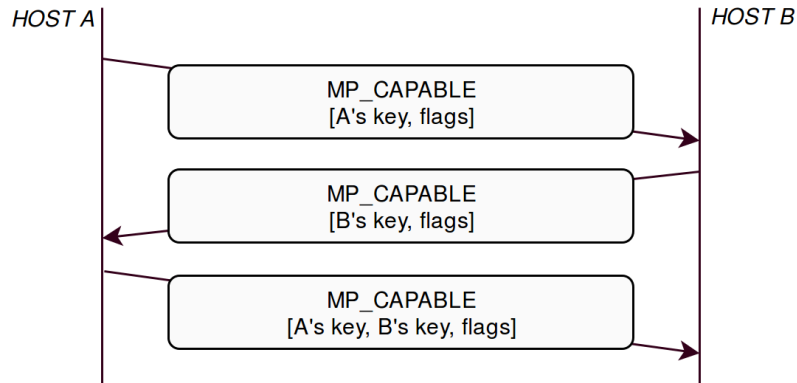 HOST A
HOST B
MP_CAPABLE
[A's key, flags]
MP_CAPABLE
[B's key, flags]
MP_CAPABLE
[A's key, B's key, flags]